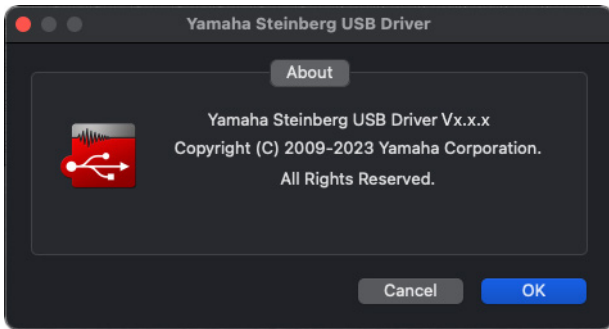 Yamaha Steinberg USB Driver
About
Yamaha Steinberg USB Driver Vx.x.x
Copyright (C) 2009-2023 Yamaha Corporation.
All Rights Reserved.
Cancel
OK